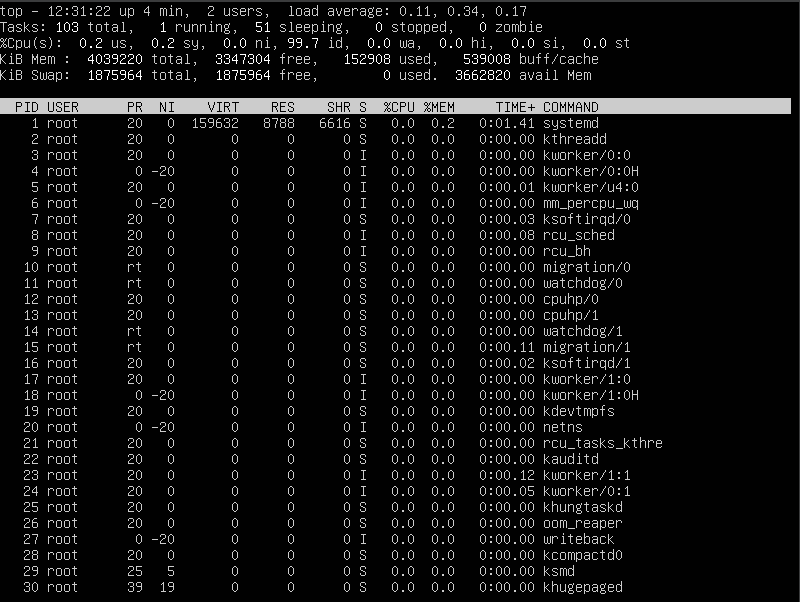 top - 12:31:22 up 4 min,  2 users,  load average: 0.11, 0.34, 0.17
Tasks: 103 total,   1 running,  51 sleeping,   0 stopped,   0 zombie
%Cpu(s):  0.2 us,  0.2 sy,  0.0 ni, 99.7 id,  0.0 wa,  0.0 hi,  0.0 si,  0.0 st
KiB Mem :  4039220 total,  3347304 free,   152908 used,   539008 buff/cache
KiB Swap:  1875964 total,  1875964 free,        0 used.  3662820 avail Mem
PID USER      PR  NI    VIRT    RES    SHR S  %CPU %MEM     TIME+ COMMAND
1 root      20   0  159632   8788   6616 S   0.0  0.2   0:01.41 systemd
2 root      20   0       0      0      0 S   0.0  0.0   0:00.00 kthreadd
3 root      20   0       0      0      0 I   0.0  0.0   0:00.00 kworker/0:0
4 root       0 -20       0      0      0 I   0.0  0.0   0:00.00 kworker/0:0H
5 root      20   0       0      0      0 I   0.0  0.0   0:00.01 kworker/u4:0
6 root       0 -20       0      0      0 I   0.0  0.0   0:00.00 mm_percpu_wq
7 root      20   0       0      0      0 S   0.0  0.0   0:00.03 ksoftirqd/0
8 root      20   0       0      0      0 I   0.0  0.0   0:00.08 rcu_sched
9 root      20   0       0      0      0 I   0.0  0.0   0:00.00 rcu_bh
10 root      rt   0       0      0      0 S   0.0  0.0   0:00.00 migration/0
11 root      rt   0       0      0      0 S   0.0  0.0   0:00.00 watchdog/0
12 root      20   0       0      0      0 S   0.0  0.0   0:00.00 cpuhp/0
13 root      20   0       0      0      0 S   0.0  0.0   0:00.00 cpuhp/1
14 root      rt   0       0      0      0 S   0.0  0.0   0:00.00 watchdog/1
15 root      rt   0       0      0      0 S   0.0  0.0   0:00.11 migration/1
16 root      20   0       0      0      0 S   0.0  0.0   0:00.02 ksoftirqd/1
17 root      20   0       0      0      0 I   0.0  0.0   0:00.00 kworker/1:0
18 root       0 -20       0      0      0 I   0.0  0.0   0:00.00 kworker/1:0H
19 root      20   0       0      0      0 S   0.0  0.0   0:00.00 kdevtmpfs
20 root       0 -20       0      0      0 I   0.0  0.0   0:00.00 netns
21 root      20   0       0      0      0 S   0.0  0.0   0:00.00 rcu_tasks_kthre
22 root      20   0       0      0      0 S   0.0  0.0   0:00.00 kauditd
23 root      20   0       0      0      0 I   0.0  0.0   0:00.12 kworker/1:1
24 root      20   0       0      0      0 I   0.0  0.0   0:00.05 kworker/0:1
25 root      20   0       0      0      0 S   0.0  0.0   0:00.00 khungtaskd
26 root      20   0       0      0      0 S   0.0  0.0   0:00.00 oom_reaper
27 root       0 -20       0      0      0 I   0.0  0.0   0:00.00 writeback
28 root      20   0       0      0      0 S   0.0  0.0   0:00.00 kcompactd0
29 root      25   5       0      0      0 S   0.0  0.0   0:00.00 ksmd
30 root      39  19       0      0      0 S   0.0  0.0   0:00.00 khugepaged